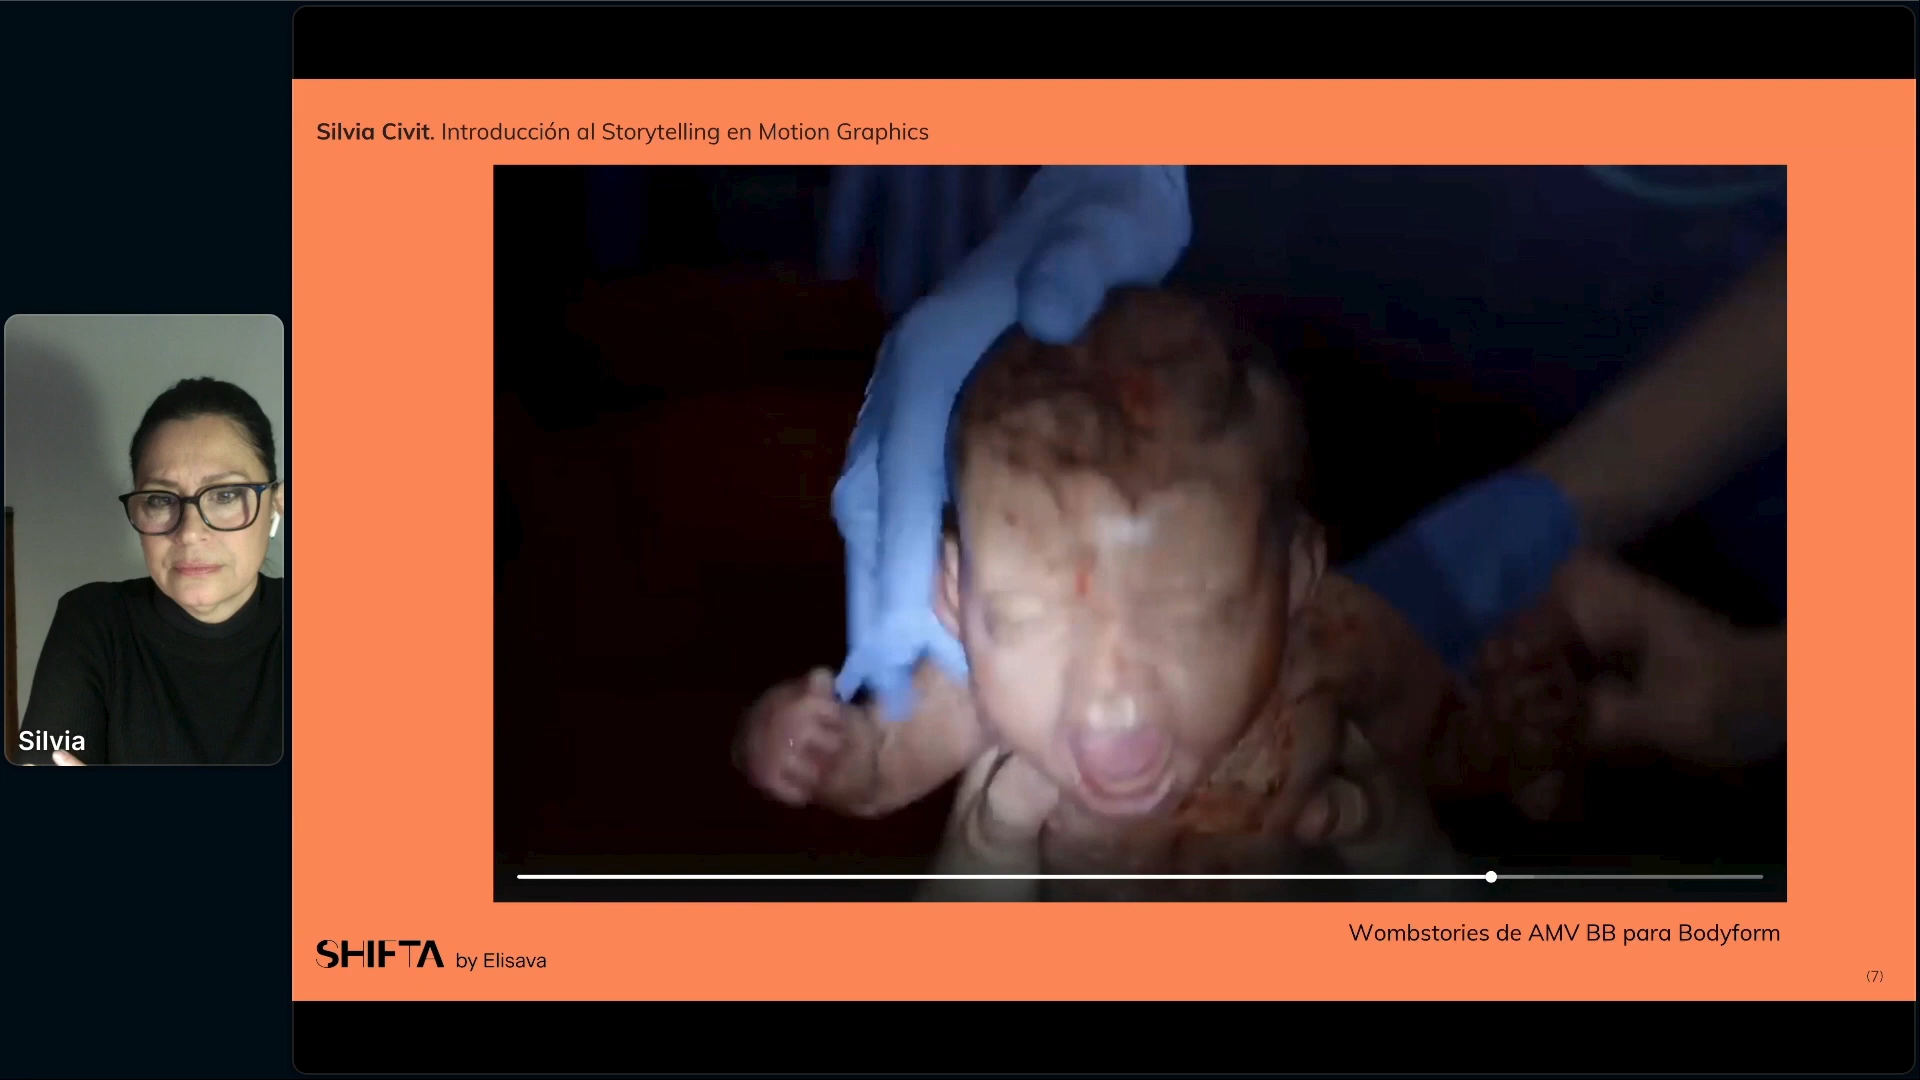 Silvia Civit. Introducción al Storytelling en Motion Graphics
Silvia
Wombstories de AMV BB para Bodyform
SHIFTA by Elisava
(7)